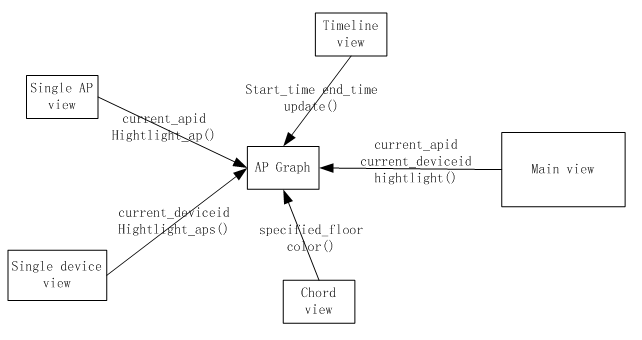 Timeline
view
Single AP
view
Start_time end_time
update()
current_apid
Hightlight_ap()
current_apid
current_deviceid
hightlight()
AP Graph
Main view
current_deviceid
Hightlight_aps()
specified_floor
color()
Single device
view
Chord
view